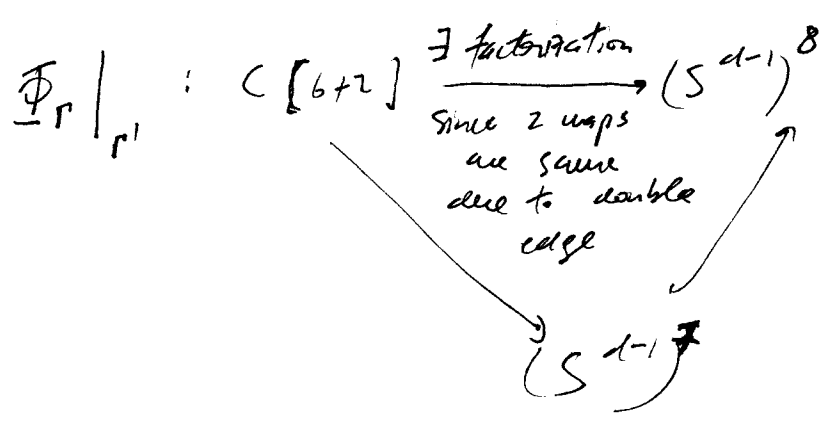 ∃ factorization
Φ_Γ|_Γ' : C[6+2] → (S^{d-1})^8
since 2 maps
are same
due to double
edge
(S^{d-1})^7